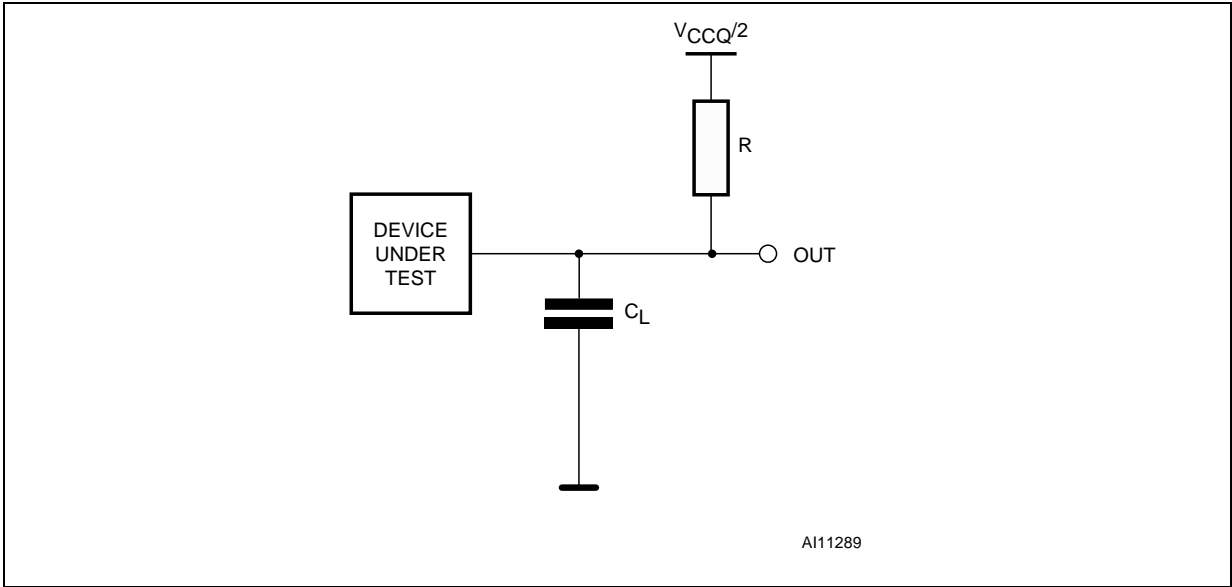 VCCQ/2
R
DEVICE
UNDER
TEST
OUT
CL
AI11289